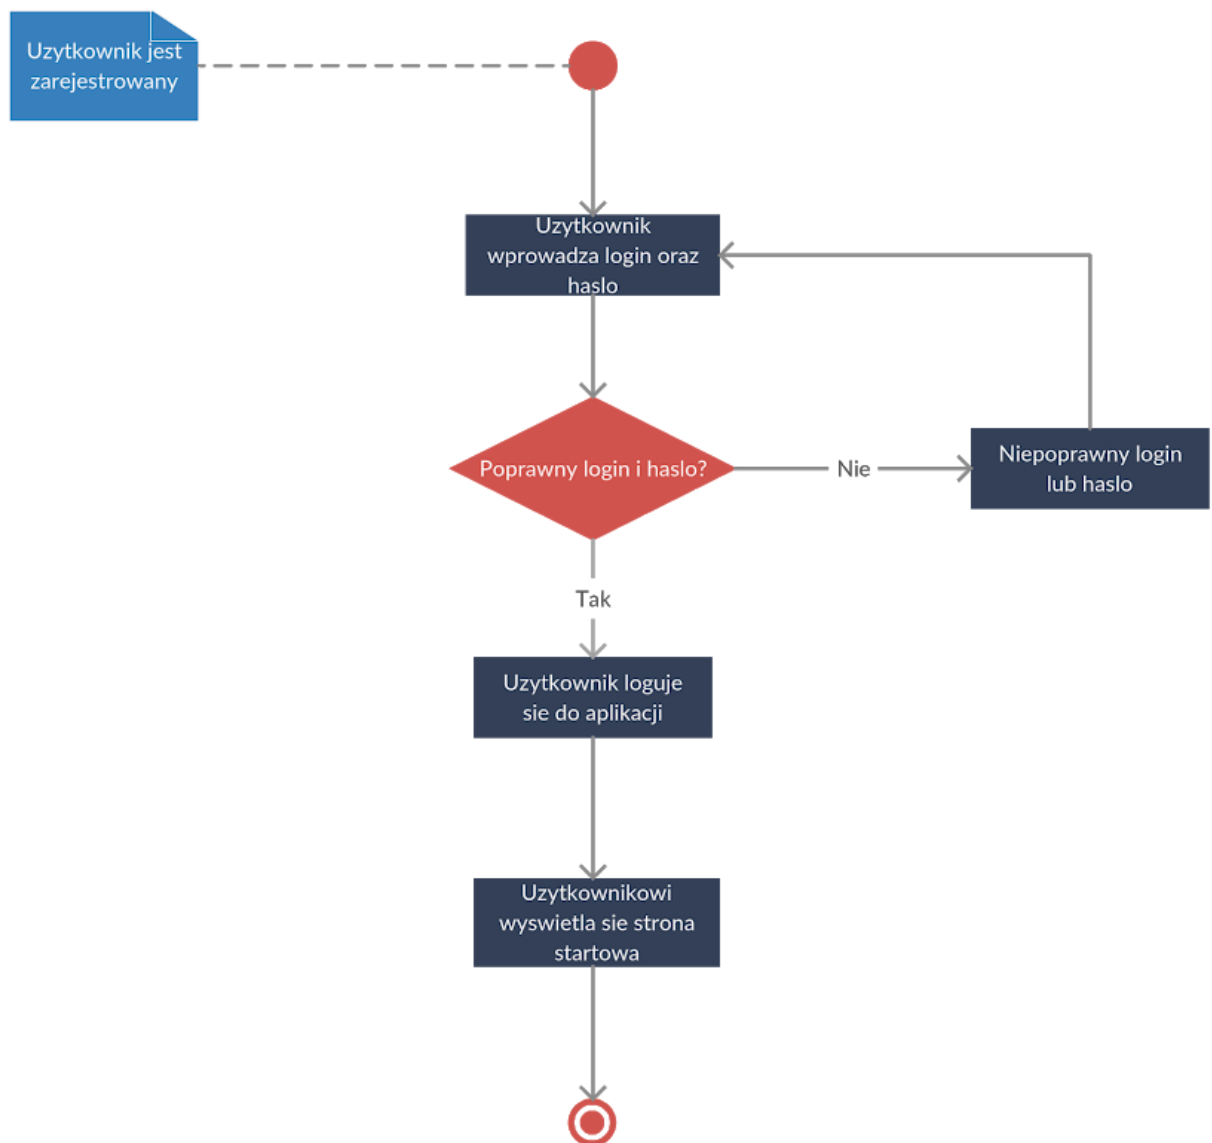 Uzytkownik jest
zarejestrowany
Uzytkownik
wprowadza login oraz
haslo
Poprawny login i haslo?
Nie
Niepoprawny login
lub haslo
Tak
Uzytkownik loguje
sie do aplikacji
Uzytkownikowi
wyswietla sie strona
startowa